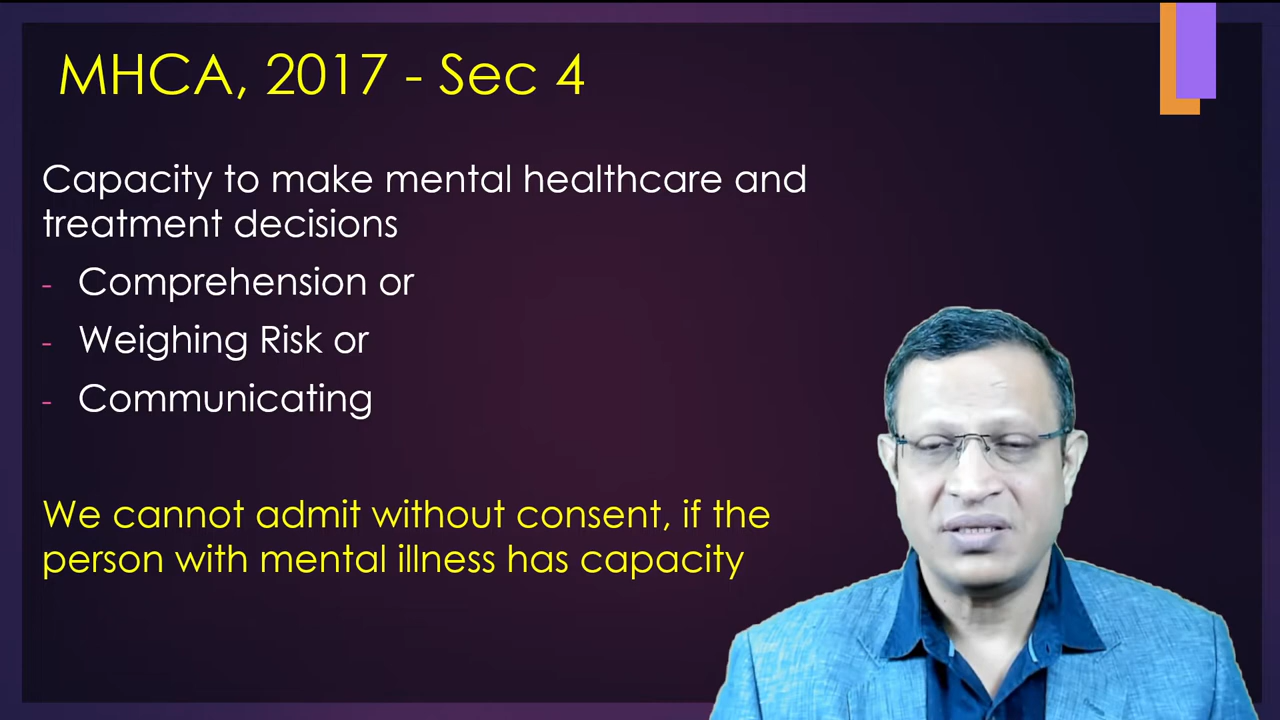 MHCA, 2017 - Sec 4
Capacity to make mental healthcare and
treatment decisions
- Comprehension or
- Weighing Risk or
- Communicating
We cannot admit without consent, if the
person with mental illness has capacity